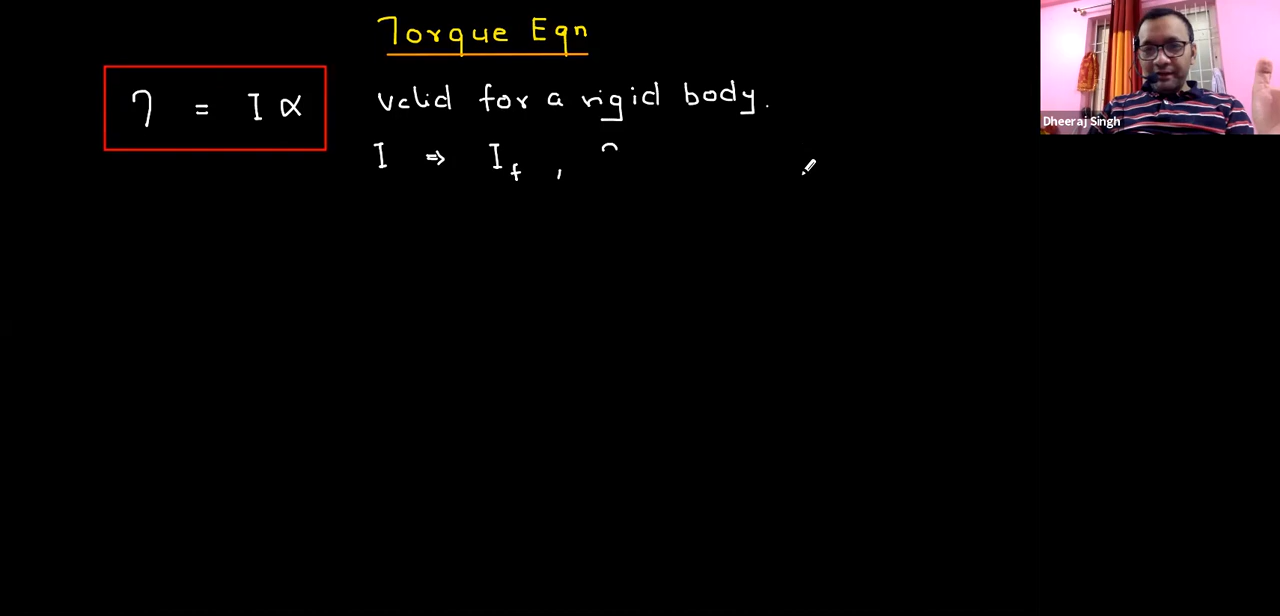 Torque Eqn
τ = I α
valid for a rigid body.
I ⇒ I_f ,
Dheeraj Singh